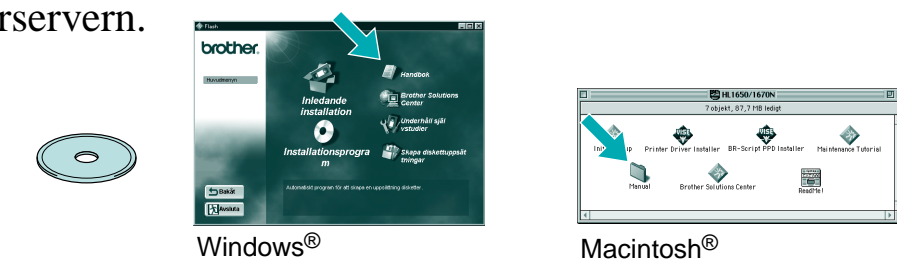 rservern.
Flash
brother.
Huvudmenyn
Inledande
installation
Installationsprogra
m
Handbok
Brother Solutions
Center
Underhåll själ
vstudier
Skapa diskettuppsät
tningar
Bakåt
Avsluta
Automatiskt program för att skapa en uppsättning disketter.
Windows®
HL1650/1670N
7 objekt, 87,7 MB ledigt
Printer Driver Installer
BR-Script PPD Installer
Maintenance Tutorial
Manual
Brother Solutions Center
ReadMe!
Macintosh®